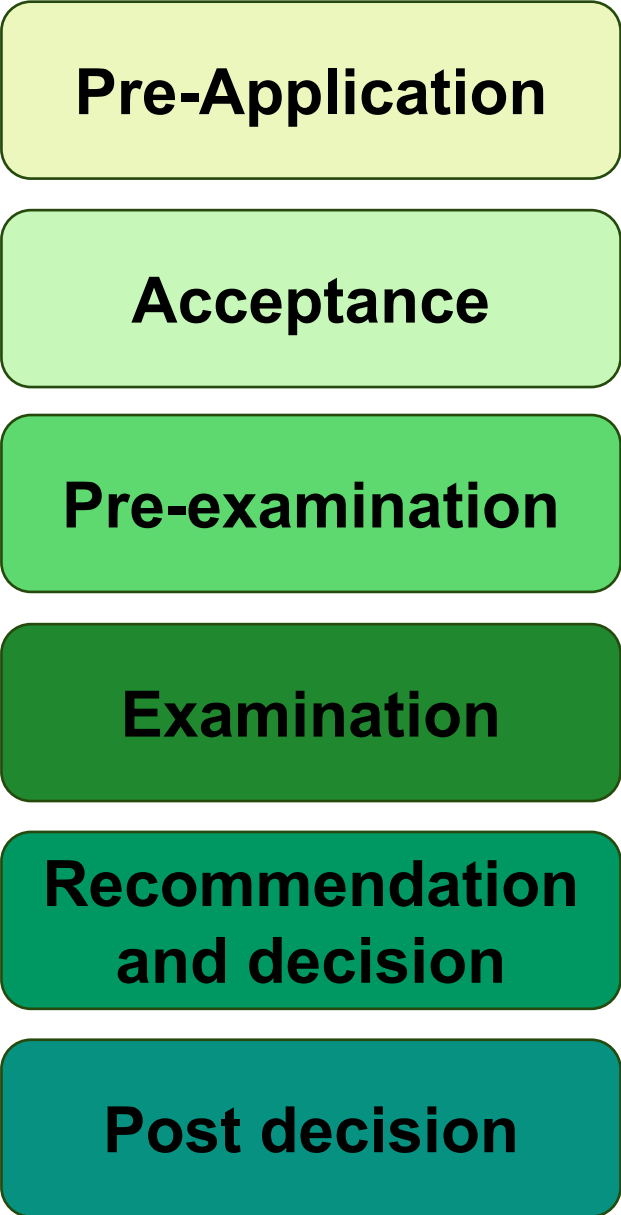 Pre-Application
Acceptance
Pre-examination
Examination
Recommendation
and decision
Post decision